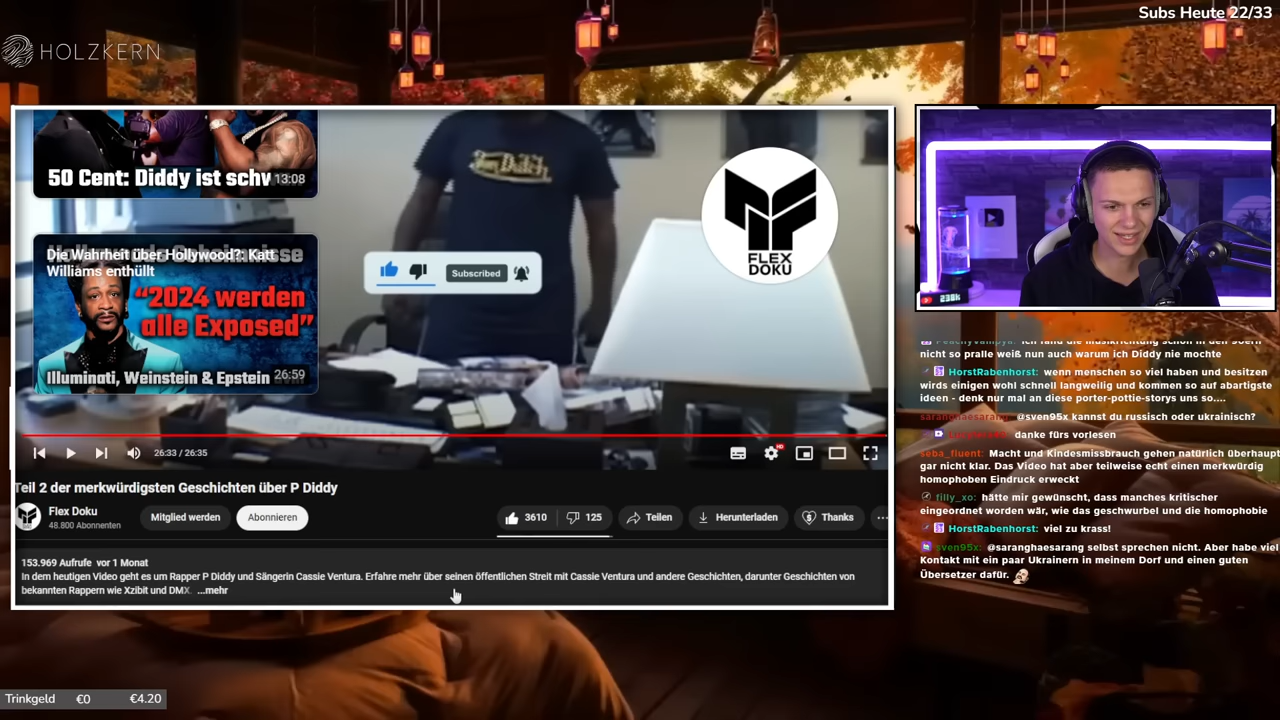 Subs Heute 22/33
HOLZKERN
50 Cent: Diddy ist schw
13:08
Die Wahrheit über Hollywood?: Katt
Williams enthüllt
"2024 werden
alle Exposed"
Illuminati, Weinstein & Epstein
26:59
Von Dutch
Subscribed
FLEX
DOKU
26:33 / 26:35
HD
Teil 2 der merkwürdigsten Geschichten über P Diddy
Flex Doku
48.800 Abonnenten
Mitglied werden
Abonnieren
3610
125
Teilen
Herunterladen
Thanks
153.969 Aufrufe vor 1 Monat
In dem heutigen Video geht es um Rapper P Diddy und Sängerin Cassie Ventura. Erfahre mehr über seinen öffentlichen Streit mit Cassie Ventura und andere Geschichten, darunter Geschichten von
bekannten Rappern wie Xzibit und DMX. ...mehr
238k
nicht so pralle weiß nun auch warum ich Diddy nie mochte
HorstRabenhorst: wenn menschen so viel haben und besitzen
wirds einigen wohl schnell langweilig und kommen so auf abartigste
ideen - denk nur mal an diese porter-pottie-storys uns so....
saranghaesarang: @sven95x kannst du russisch oder ukrainisch?
danke fürs vorlesen
seba_fluent: Macht und Kindesmissbrauch gehen natürlich überhaupt
gar nicht klar. Das Video hat aber teilweise echt einen merkwürdig
homophoben Eindruck erweckt
filly_xo: hätte mir gewünscht, dass manches kritischer
eingeordnet worden wär, wie das geschwurbel und die homophobie
HorstRabenhorst: viel zu krass!
sven95x: @saranghaesarang selbst sprechen nicht. Aber habe viel
Kontakt mit ein paar Ukrainern in meinem Dorf und einen guten
Übersetzer dafür.
Trinkgeld €0 €4.20